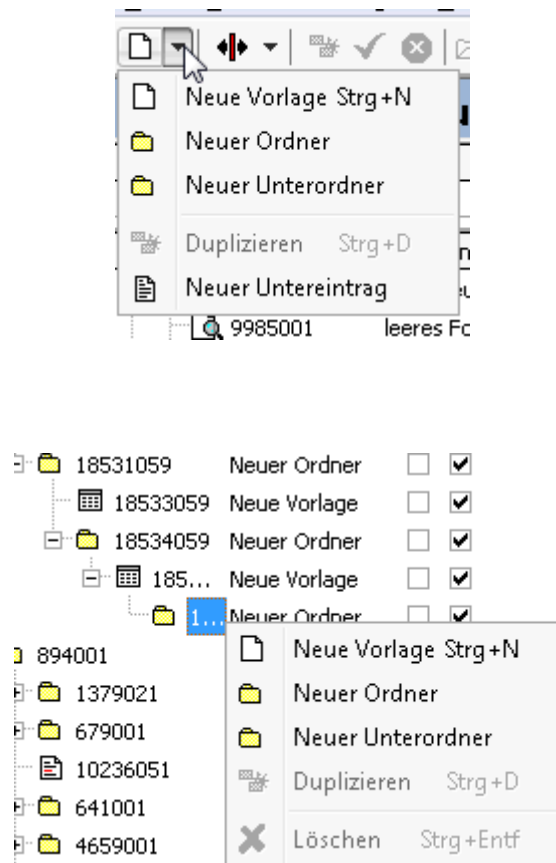 Neue Vorlage Strg+N
Neuer Ordner
Neuer Unterordner
Duplizieren Strg+D
Neuer Untereintrag
9985001 leeres Fo
18531059 Neuer Ordner
18533059 Neue Vorlage
18534059 Neuer Ordner
185... Neue Vorlage
1... Neuer Ordner
894001
Neue Vorlage Strg+N
1379021
Neuer Ordner
679001
Neuer Unterordner
10236051
Duplizieren Strg+D
641001
4659001
Löschen Strg+Entf